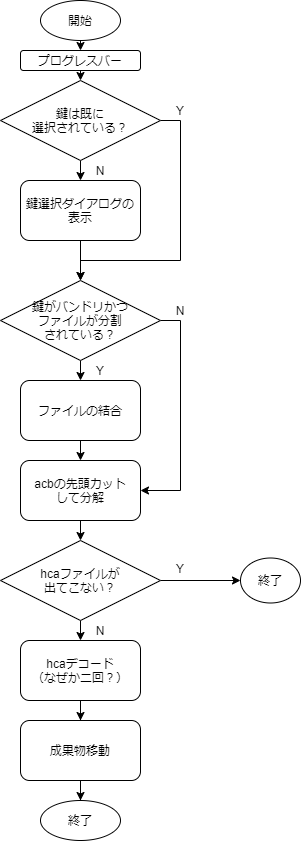 開始
プログレスバー
鍵は既に
選択されている？
Y
N
鍵選択ダイアログの
表示
鍵がバンドリかつ
ファイルが分割
されている？
N
Y
ファイルの結合
acbの先頭カット
して分解
hcaファイルが
出てこない？
Y
終了
N
hcaデコード
（なぜか二回？）
成果物移動
終了